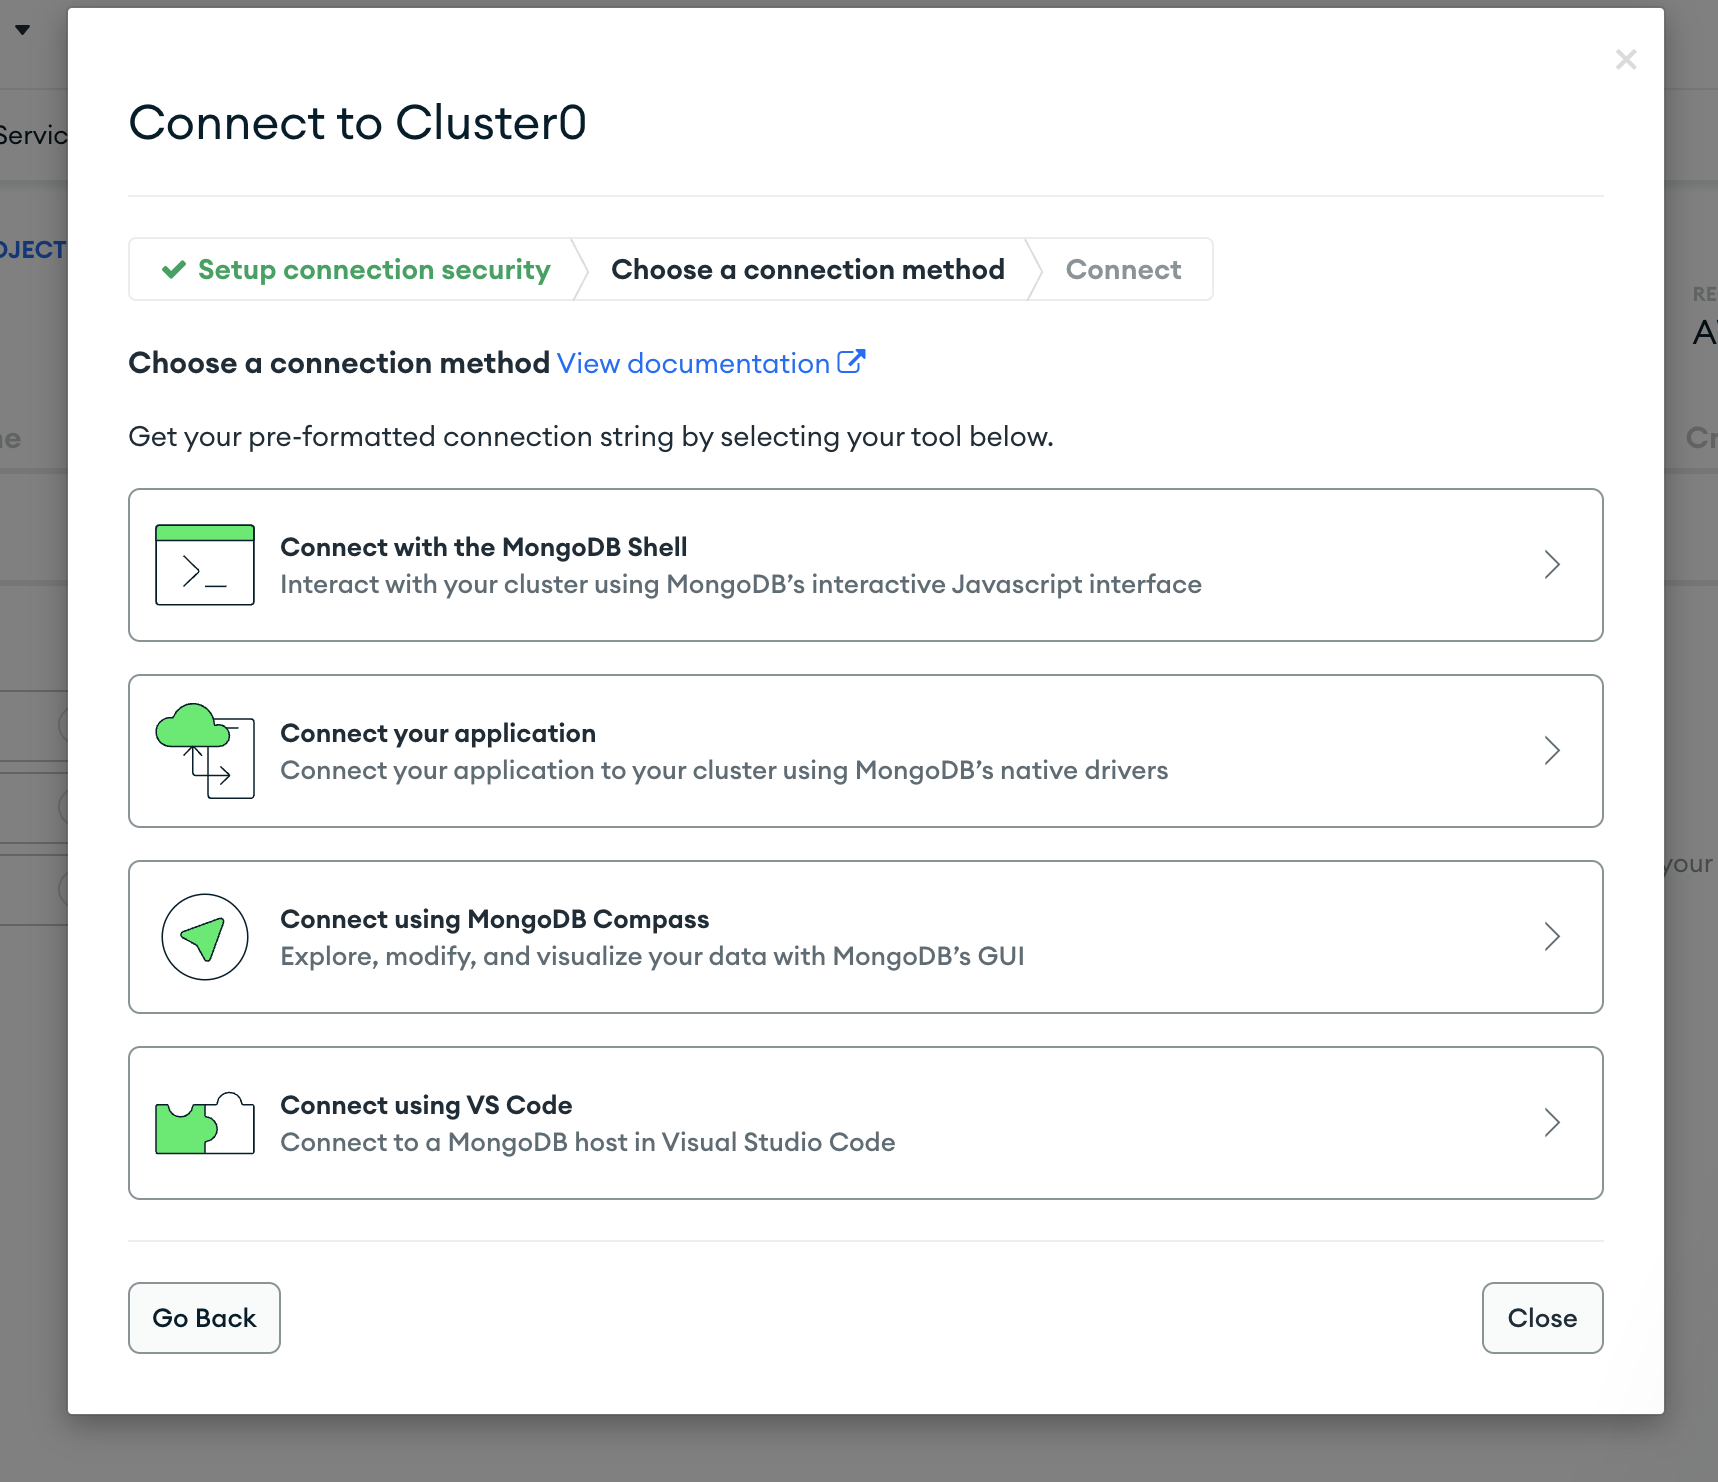 Connect to Cluster0
Setup connection security
Choose a connection method
Connect
Choose a connection method View documentation
Get your pre-formatted connection string by selecting your tool below.
>_
Connect with the MongoDB Shell
Interact with your cluster using MongoDB’s interactive Javascript interface
Connect your application
Connect your application to your cluster using MongoDB’s native drivers
Connect using MongoDB Compass
Explore, modify, and visualize your data with MongoDB’s GUI
Connect using VS Code
Connect to a MongoDB host in Visual Studio Code
your
Go Back
Close